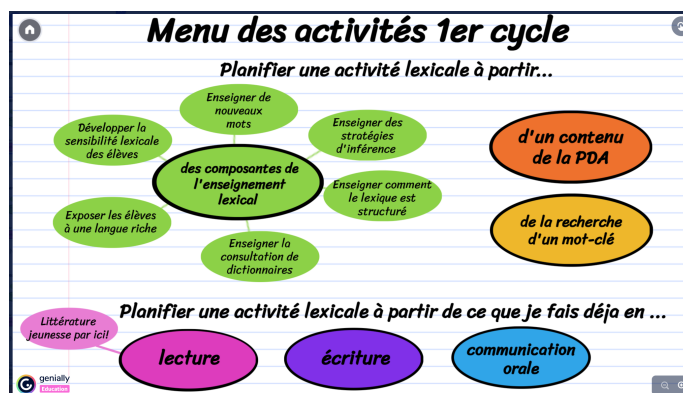 Menu des activités 1er cycle
Planifier une activité lexicale à partir...
Enseigner de
nouveaux
mots
Développer la
sensibilité lexicale
des élèves
Enseigner des
stratégies
d'inférence
des composantes de
l'enseignement
lexical
Enseigner comment
le lexique est
structuré
Exposer les élèves
à une langue riche
Enseigner la
consultation de
dictionnaires
d'un contenu
de la PDA
de la recherche
d'un mot-clé
Planifier une activité lexicale à partir de ce que je fais déja en ...
Littérature
jeunesse par ici!
lecture
écriture
communication
orale
genially
Education